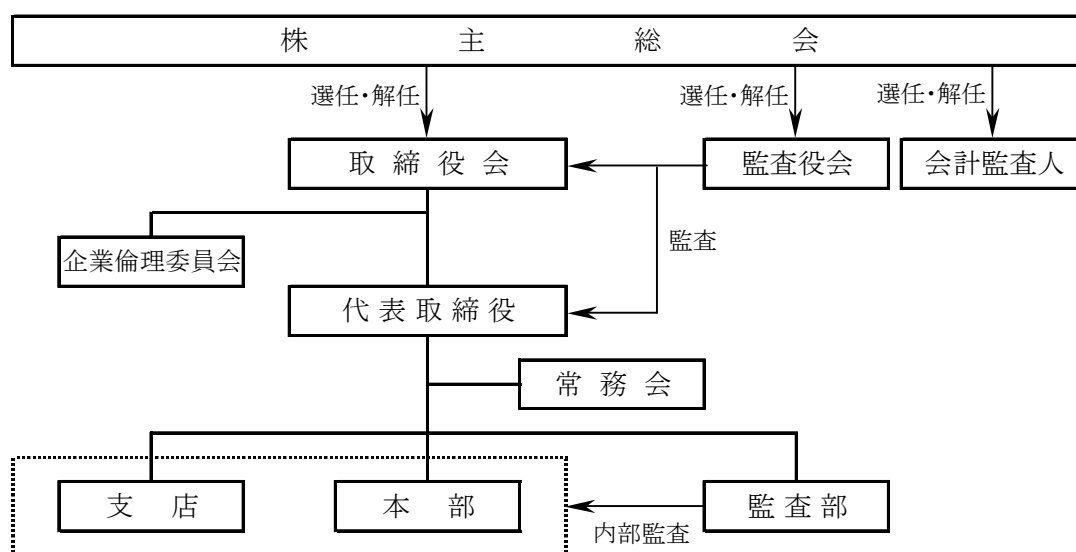 株主総会
選任・解任
選任・解任
選任・解任
取締役会
監査役会
会計監査人
監査
企業倫理委員会
代表取締役
常務会
支店
本部
監査部
内部監査